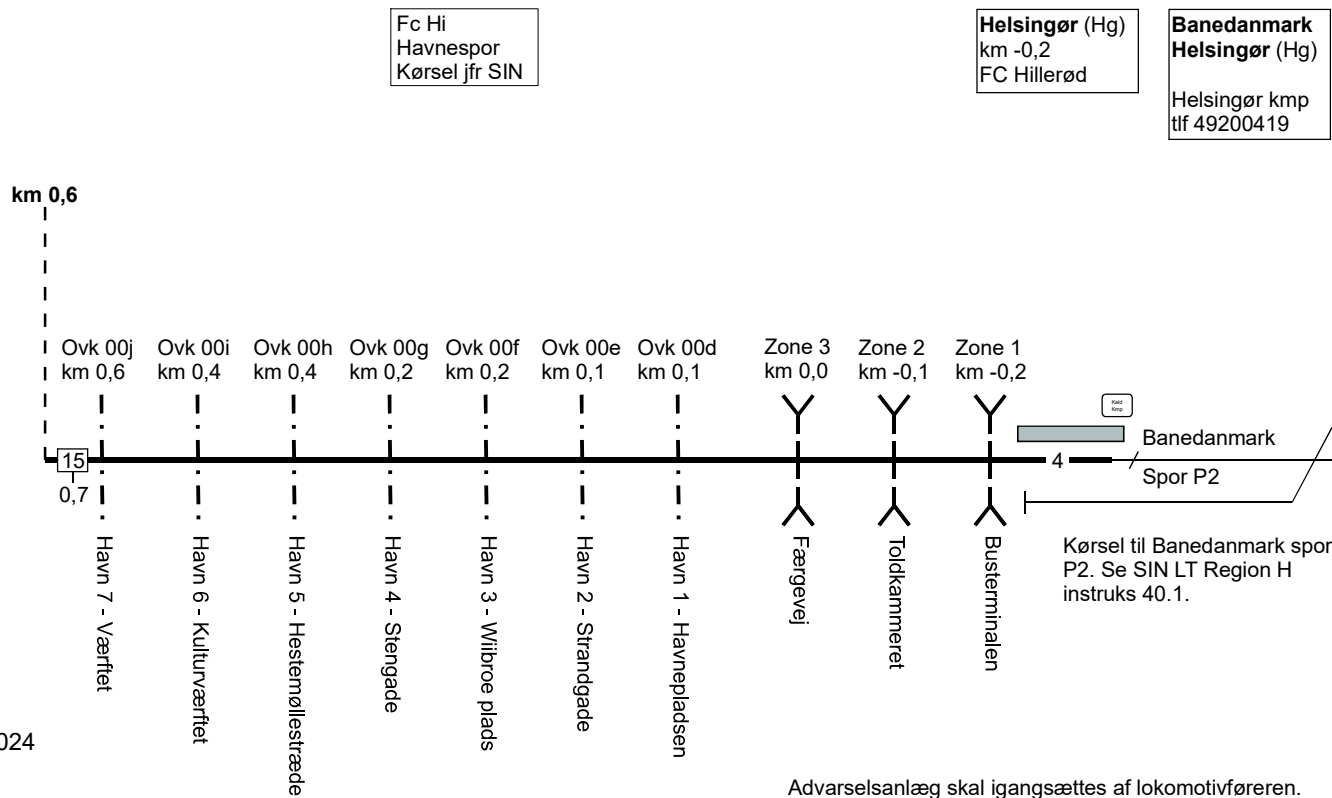 Fc Hi
Havnespor
Kørsel jfr SIN
Helsingør (Hg)
km -0,2
FC Hillerød
Banedanmark
Helsingør (Hg)
Helsingør kmp
tlf 49200419
km 0,6
Ovk 00j
km 0,6
Ovk 00i
km 0,4
Ovk 00h
km 0,4
Ovk 00g
km 0,2
Ovk 00f
km 0,2
Ovk 00e
km 0,1
Ovk 00d
km 0,1
Zone 3
km 0,0
Zone 2
km -0,1
Zone 1
km -0,2
Kald
Kmp
15
0,7
4
Banedanmark
Spor P2
Havn 7 - Værftet
Havn 6 - Kulturværftet
Havn 5 - Hestemøllestræde
Havn 4 - Stengade
Havn 3 - Wiibroe plads
Havn 2 - Strandgade
Havn 1 - Havnepladsen
Færgevej
Toldkammeret
Busterminalen
Kørsel til Banedanmark spor
P2. Se SIN LT Region H
instruks 40.1.
024
Advarselsanlæg skal igangsættes af lokomotivføreren.